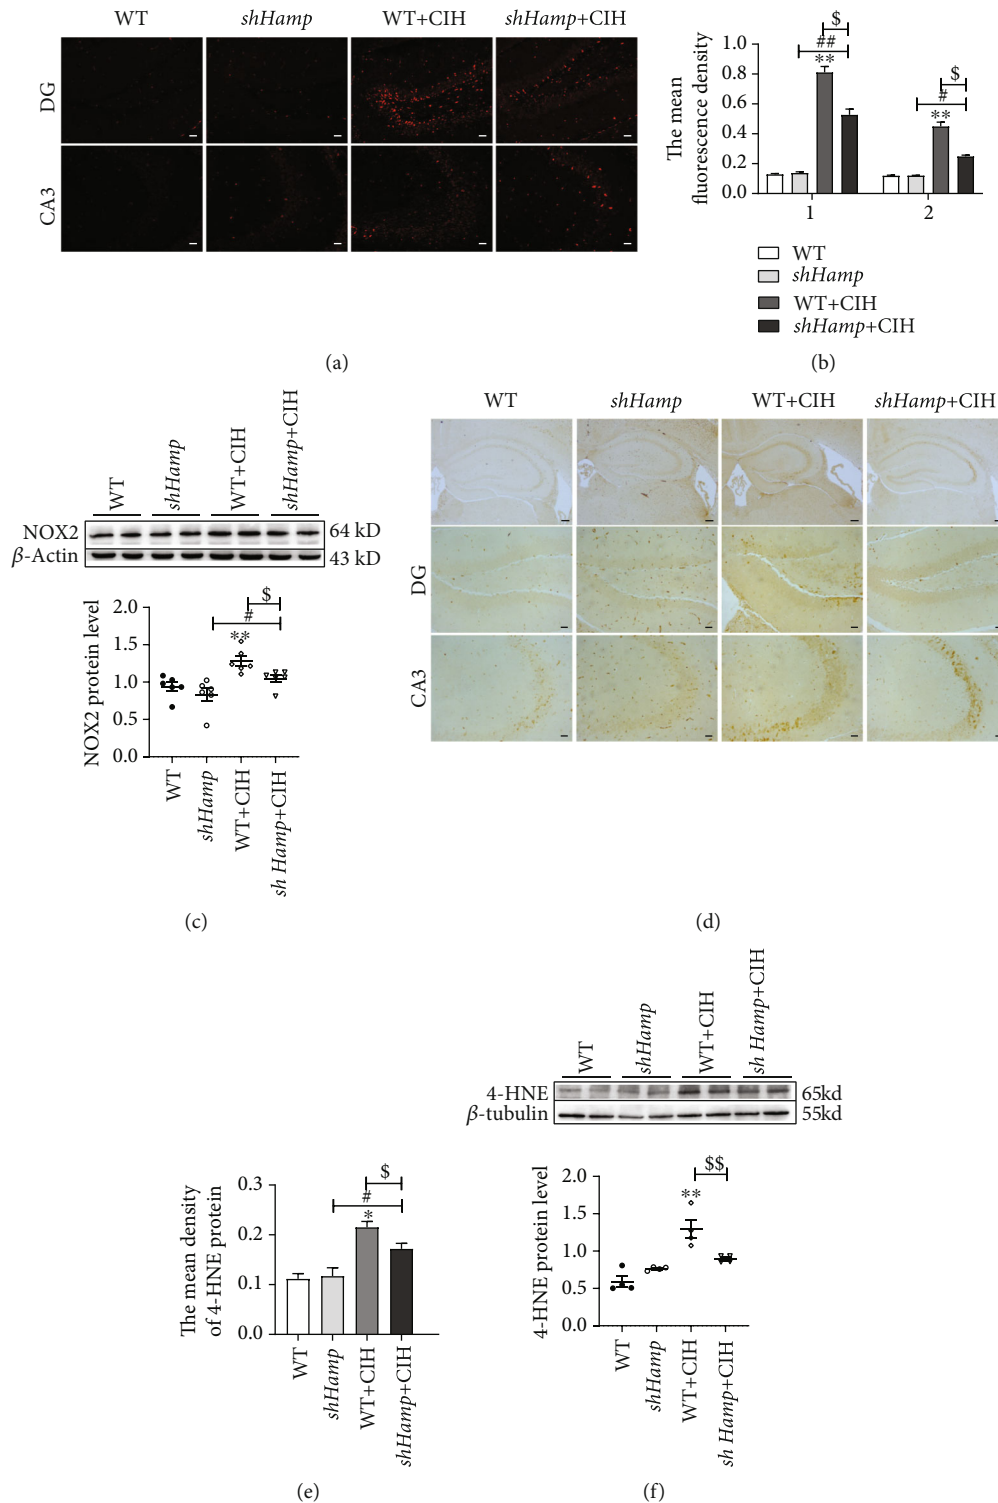 WT
shHamp
WT+CIH
shHamp+CIH
DG
CA3
(a)
The mean
fluorescence density
1.0
0.8
0.6
0.4
0.2
0.0
$
##
**
$
#
**
1
2
WT
shHamp
WT+CIH
shHamp+CIH
(b)
WT
shHamp
WT+CIH
shHamp+CIH
NOX2
64 kD
β-Actin
43 kD
NOX2 protein level
2.0
1.5
1.0
0.5
0.0
$
#
**
WT
shHamp
WT+CIH
sh Hamp+CIH
(c)
WT
shHamp
WT+CIH
shHamp+CIH
DG
CA3
(d)
The mean density
of 4-HNE protein
0.3
0.2
0.1
0.0
$
#
*
WT
shHamp
WT+CIH
shHamp+CIH
(e)
WT
shHamp
WT+CIH
sh Hamp+CIH
4-HNE
65kd
β-tubulin
55kd
4-HNE protein level
2.0
1.5
1.0
0.5
0.0
$$
**
WT
shHamp
WT+CIH
sh Hamp+CIH
(f)